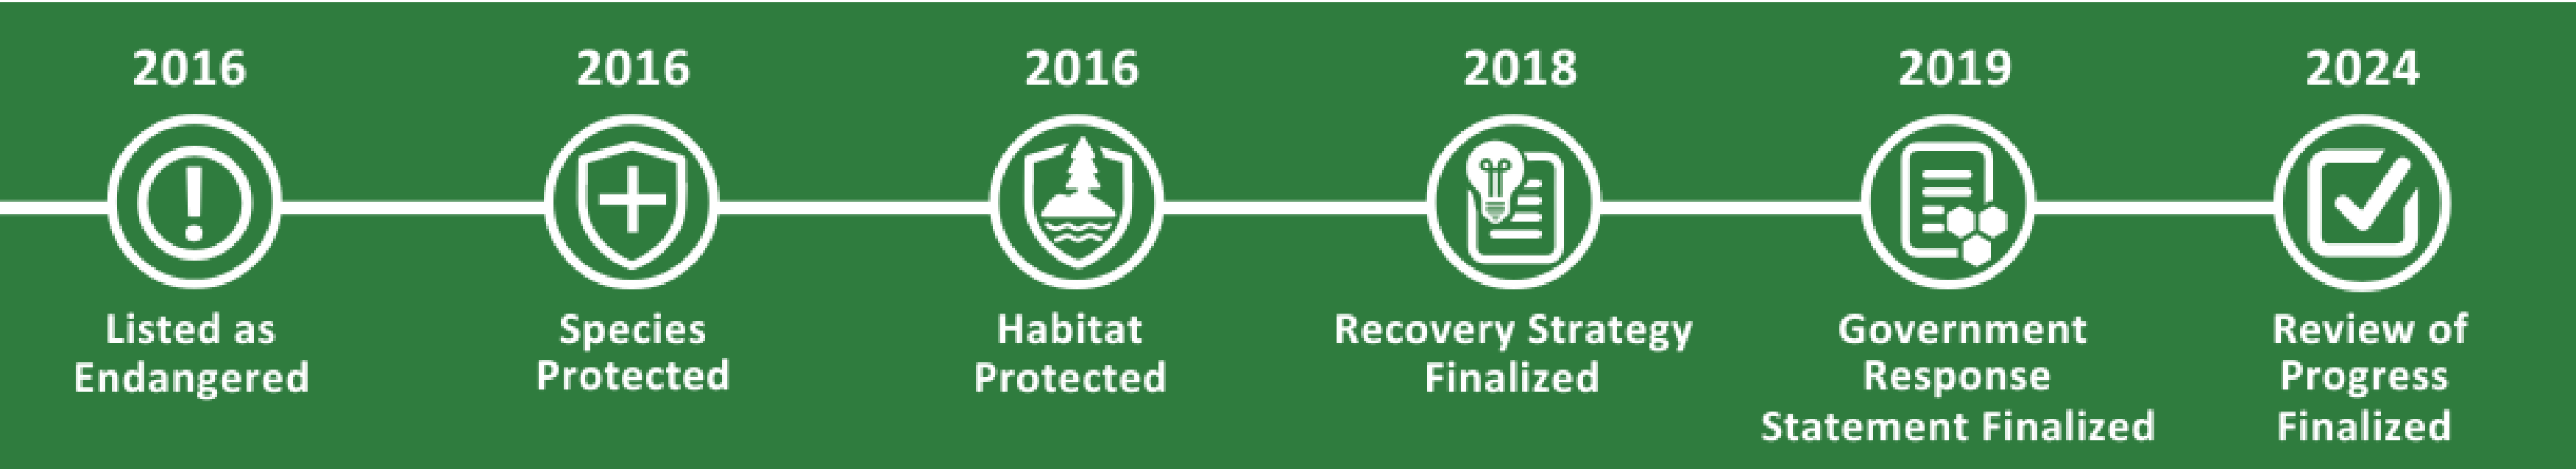 2016
Listed as
Endangered
2016
Species
Protected
2016
Habitat
Protected
2018
Recovery Strategy
Finalized
2019
Government
Response
Statement Finalized
2024
Review of
Progress
Finalized